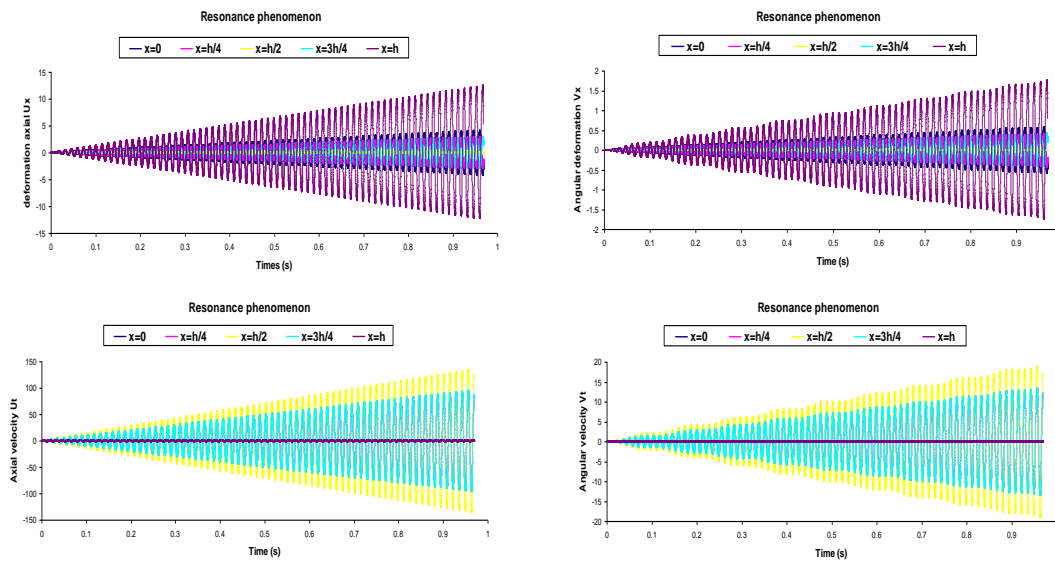 Resonance phenomenon
x=0 x=h/4 x=h/2 x=3h/4 x=h
deformation axial Ux
15
10
5
0
-5
-10
-15
0 0.1 0.2 0.3 0.4 0.5 0.6 0.7 0.8 0.9 1
Times (s)
Resonance phenomenon
x=0 x=h/4 x=h/2 x=3h/4 x=h
Angular deformation Vx
2
1.5
1
0.5
0
-0.5
-1
-1.5
-2
0 0.1 0.2 0.3 0.4 0.5 0.6 0.7 0.8 0.9
Time (s)
Resonance phenomenon
x=0 x=h/4 x=h/2 x=3h/4 x=h
Axial velocity Ut
150
100
50
0
-50
-100
-150
0 0.1 0.2 0.3 0.4 0.5 0.6 0.7 0.8 0.9 1
Time (s)
Resonance phenomenon
x=0 x=h/4 x=h/2 x=3h/4 x=h
Angular velocity Vt
20
15
10
5
0
-5
-10
-15
-20
0 0.1 0.2 0.3 0.4 0.5 0.6 0.7 0.8 0.9
Time (s)